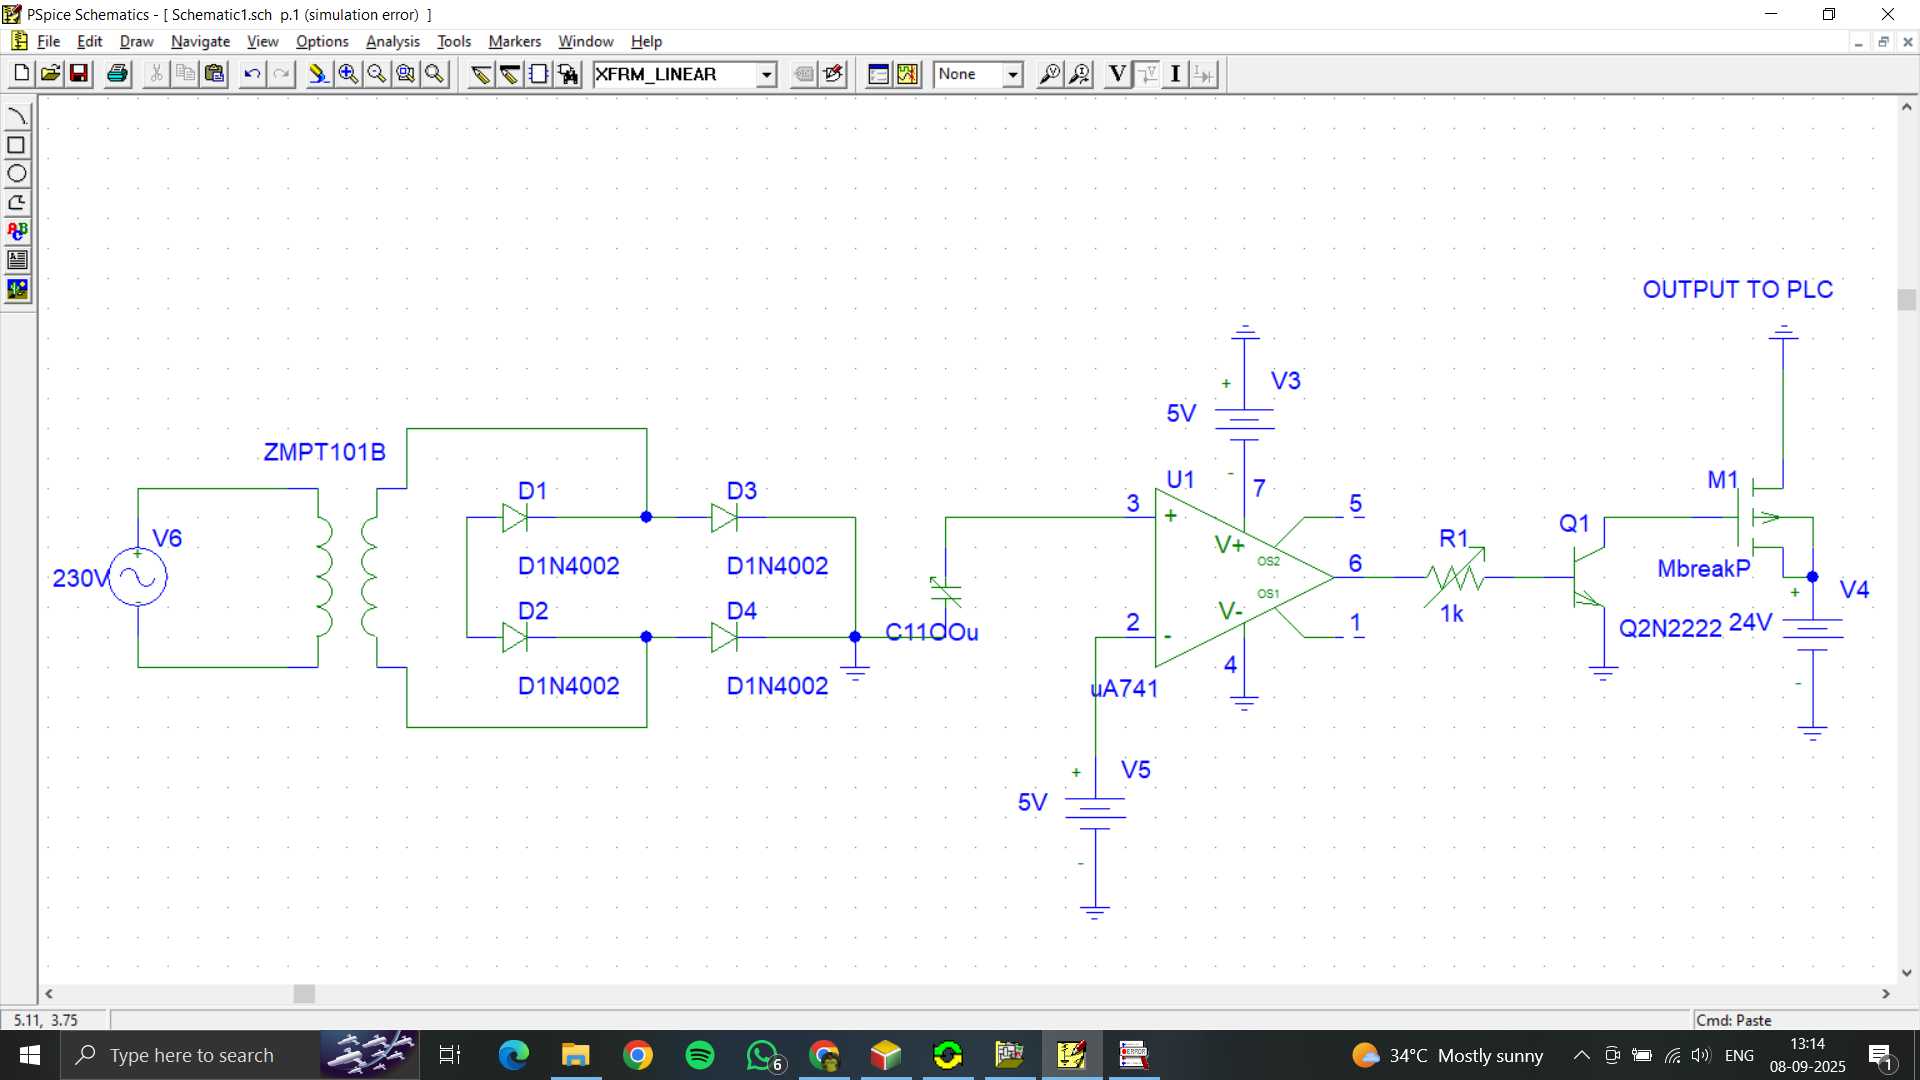 PSpice Schematics - [ Schematic1.sch p.1 (simulation error) ]
File Edit Draw Navigate View Options Analysis Tools Markers Window Help
XFRM_LINEAR None V V I
ABC
OUTPUT TO PLC
+ V3
5V
-
ZMPT101B
V6
+
230V
-
D1 D3
D1N4002 D1N4002
D2 D4
D1N4002 D1N4002
C11OOu
U1 7
3 + 5
V+
OS2
6
OS1
V-
2 - 1
4
uA741
+ V5
5V
-
R1
1k
Q1
Q2N2222
M1
MbreakP
+ V4
24V
-
5.11, 3.75 Cmd: Paste
Type here to search 6 ERROR 34°C Mostly sunny ENG 13:14
08-09-2025 1